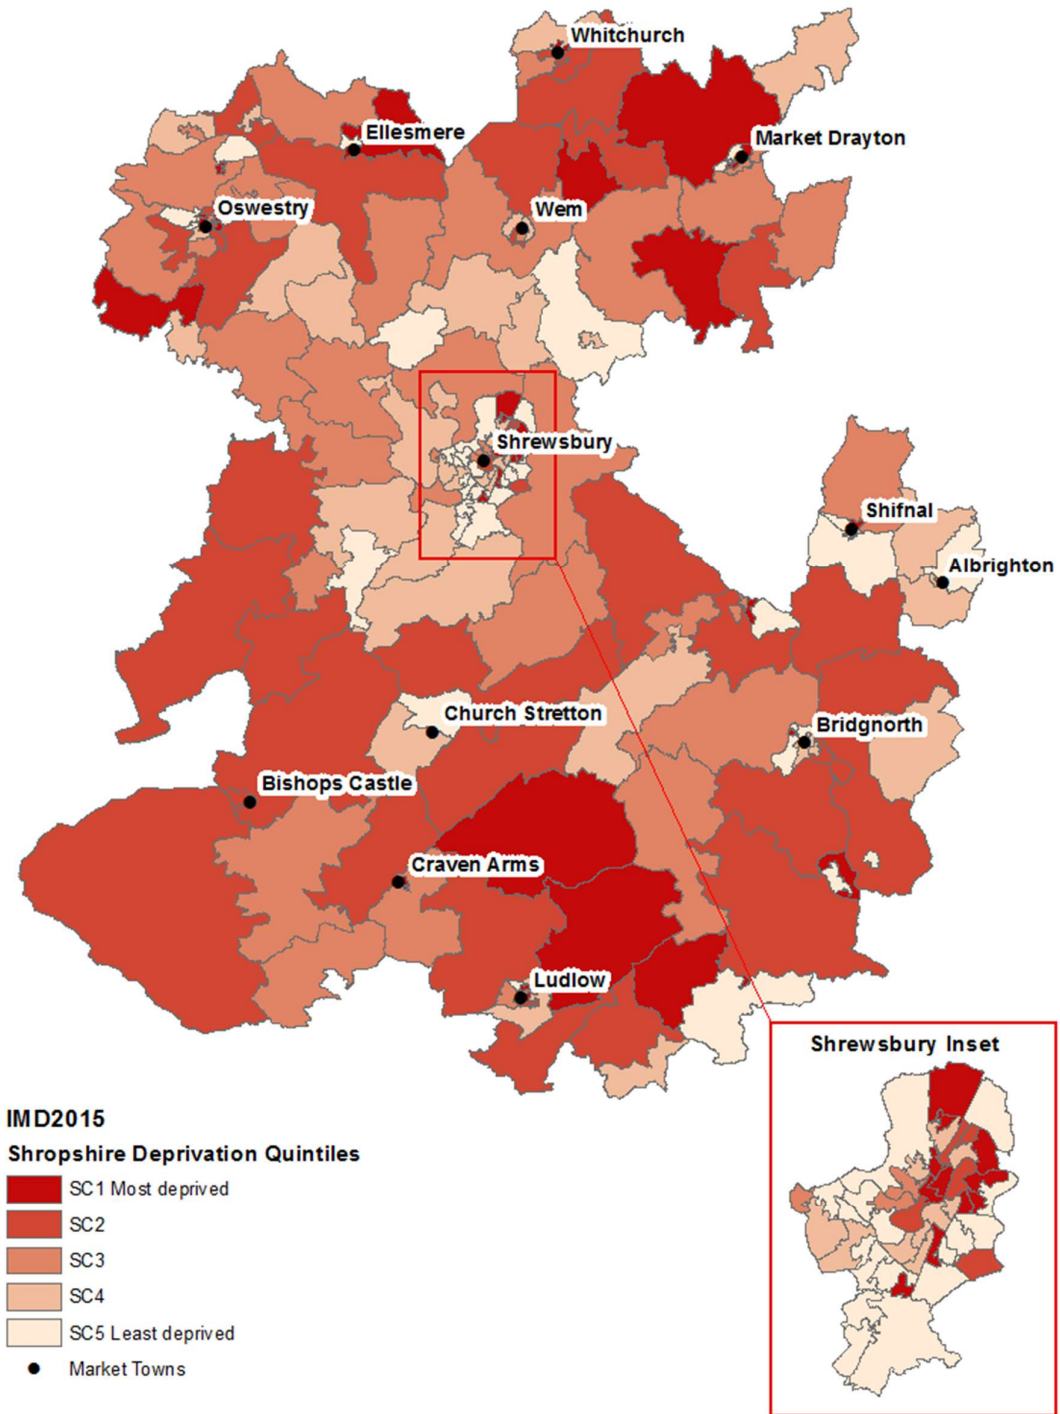 Whitchurch
Ellesmere
Market Drayton
Oswestry
Wem
Shrewsbury
Shifnal
Albrighton
Church Stretton
Bridgnorth
Bishops Castle
Craven Arms
Ludlow
Shrewsbury Inset
IMD2015
Shropshire Deprivation Quintiles
SC1 Most deprived
SC2
SC3
SC4
SC5 Least deprived
Market Towns